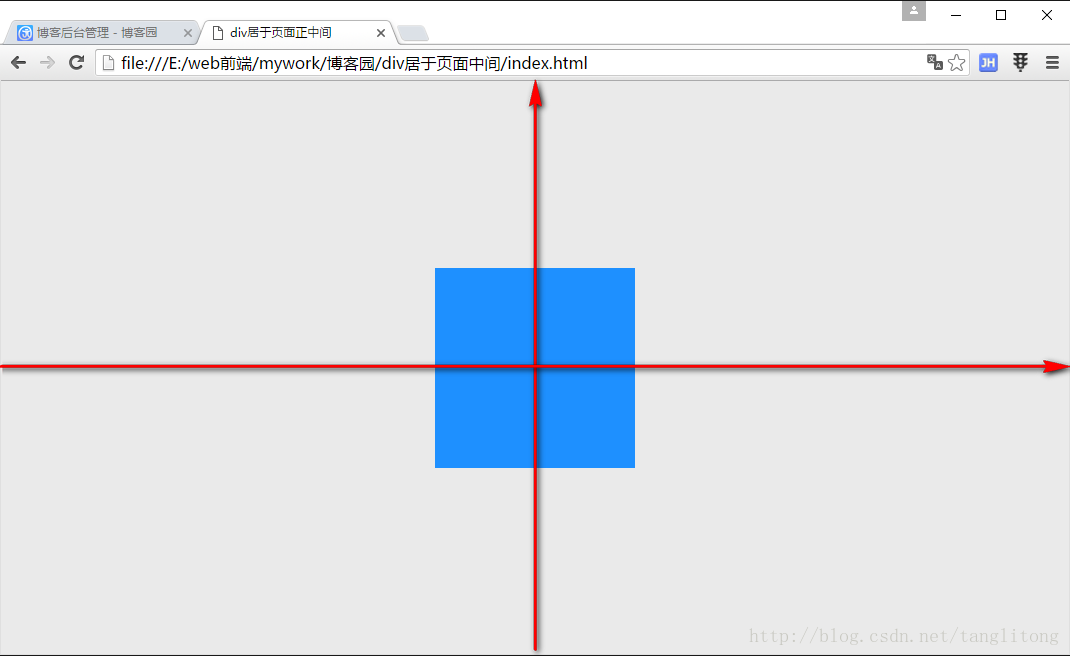 博客后台管理 - 博客园
div居于页面正中间
file:///E:/web前端/mywork/博客园/div居于页面中间/index.html
JH
http://blog.csdn.net/tanglitong